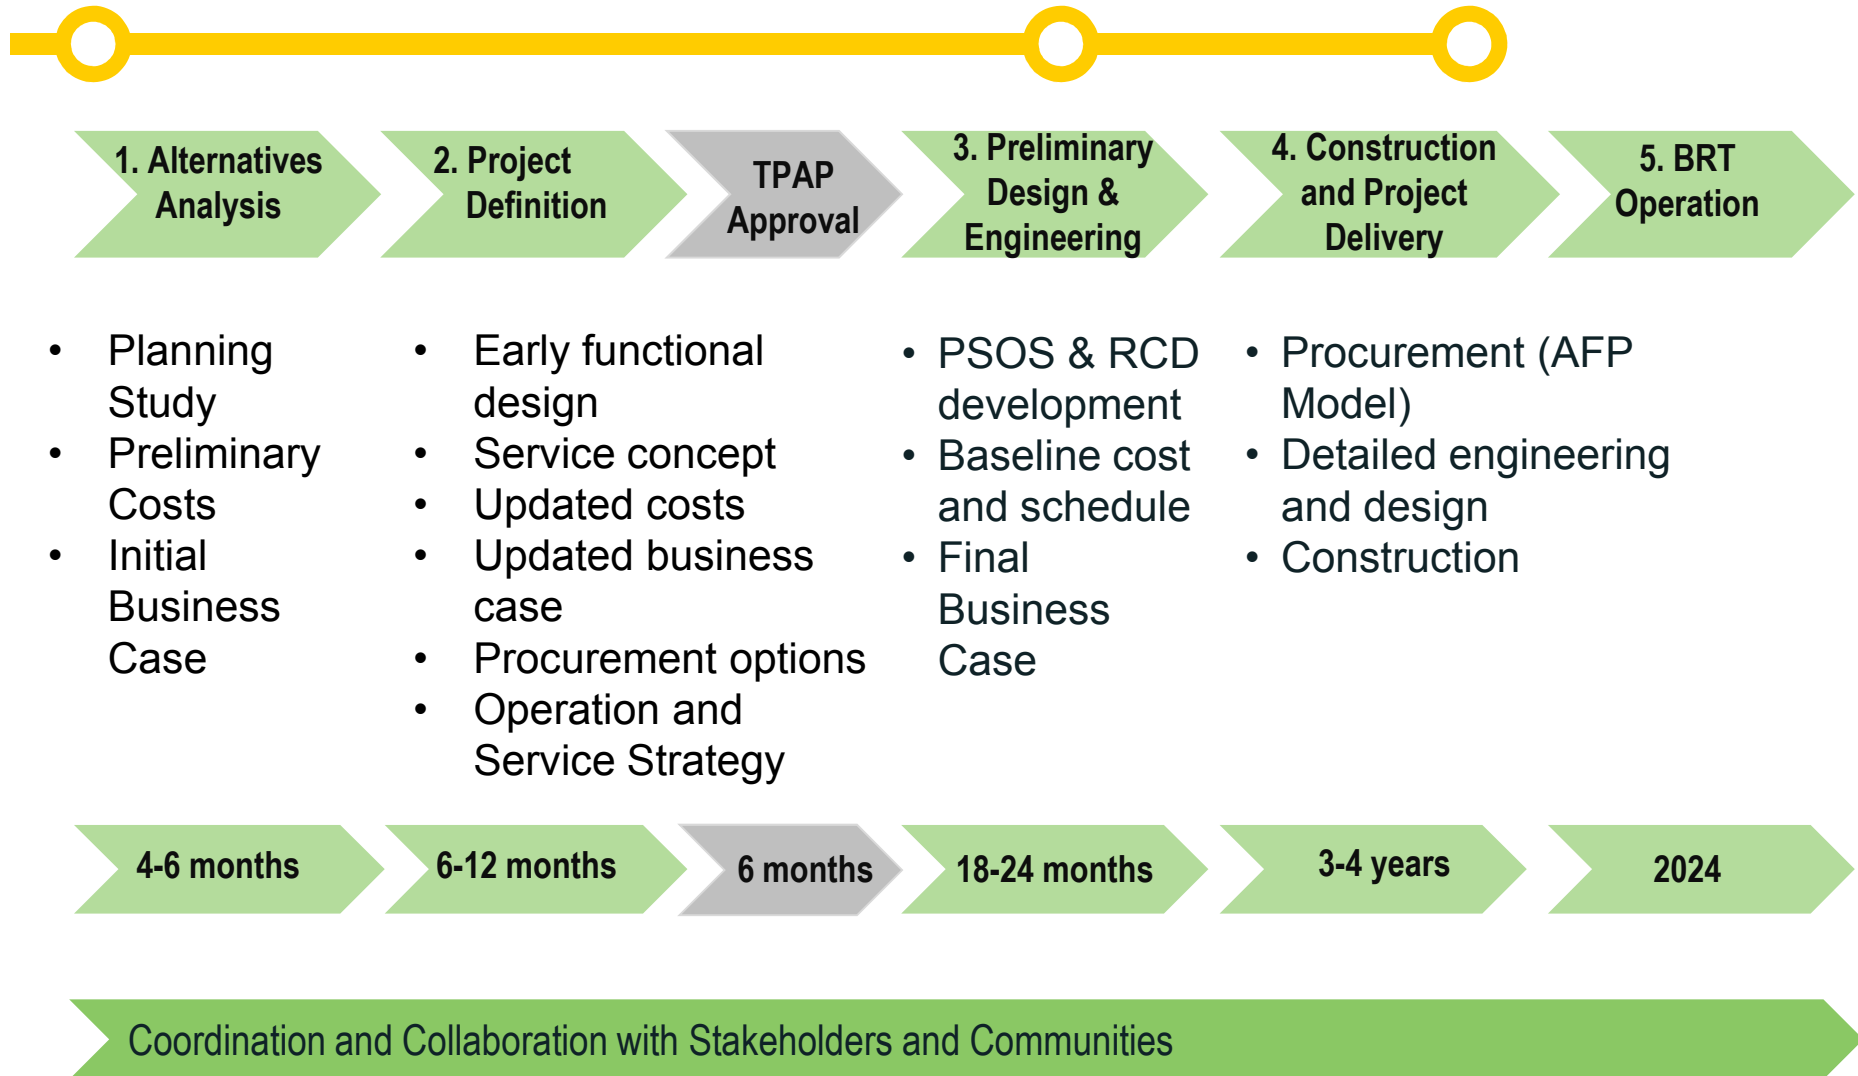 1. Alternatives
Analysis
2. Project
Definition
TPAP
Approval
3. Preliminary
Design &
Engineering
4. Construction
and Project
Delivery
5. BRT
Operation
• Planning
Study
• Preliminary
Costs
• Initial
Business
Case
• Early functional
design
• Service concept
• Updated costs
• Updated business
case
• Procurement options
• Operation and
Service Strategy
• PSOS & RCD
development
• Baseline cost
and schedule
• Final
Business
Case
• Procurement (AFP
Model)
• Detailed engineering
and design
• Construction
4-6 months
6-12 months
6 months
18-24 months
3-4 years
2024
Coordination and Collaboration with Stakeholders and Communities